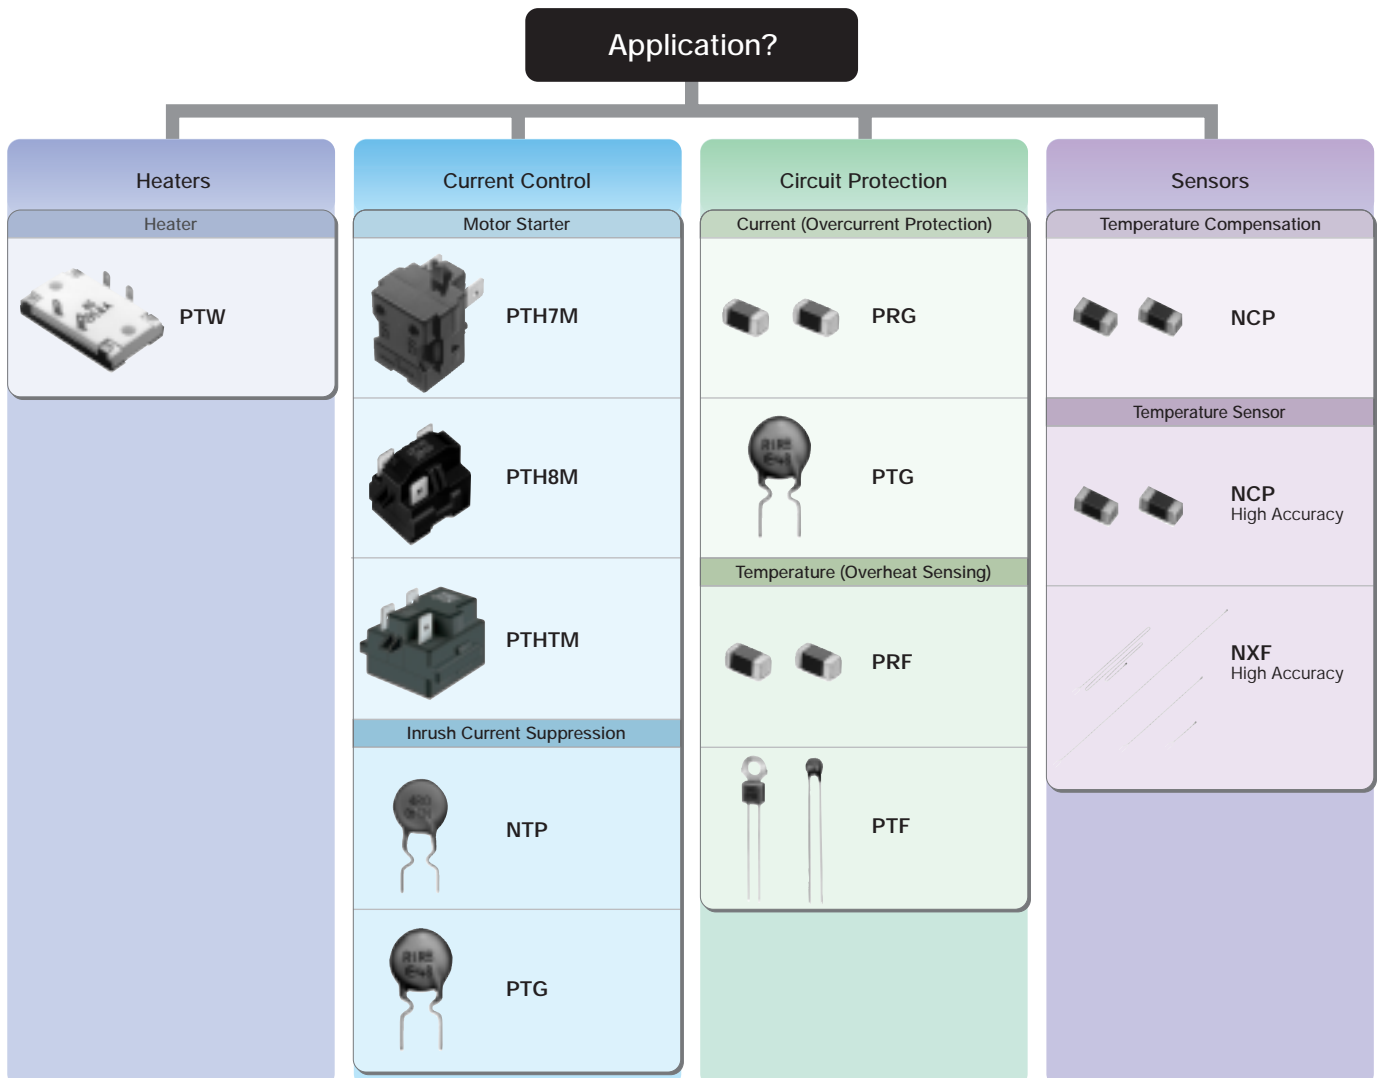 Application?
Heaters
Heater
PTW
Current Control
Motor Starter
PTH7M
PTH8M
PTHTM
Inrush Current Suppression
NTP
PTG
Circuit Protection
Current (Overcurrent Protection)
PRG
PTG
Temperature (Overheat Sensing)
PRF
PTF
Sensors
Temperature Compensation
NCP
Temperature Sensor
NCP
High Accuracy
NXF
High Accuracy